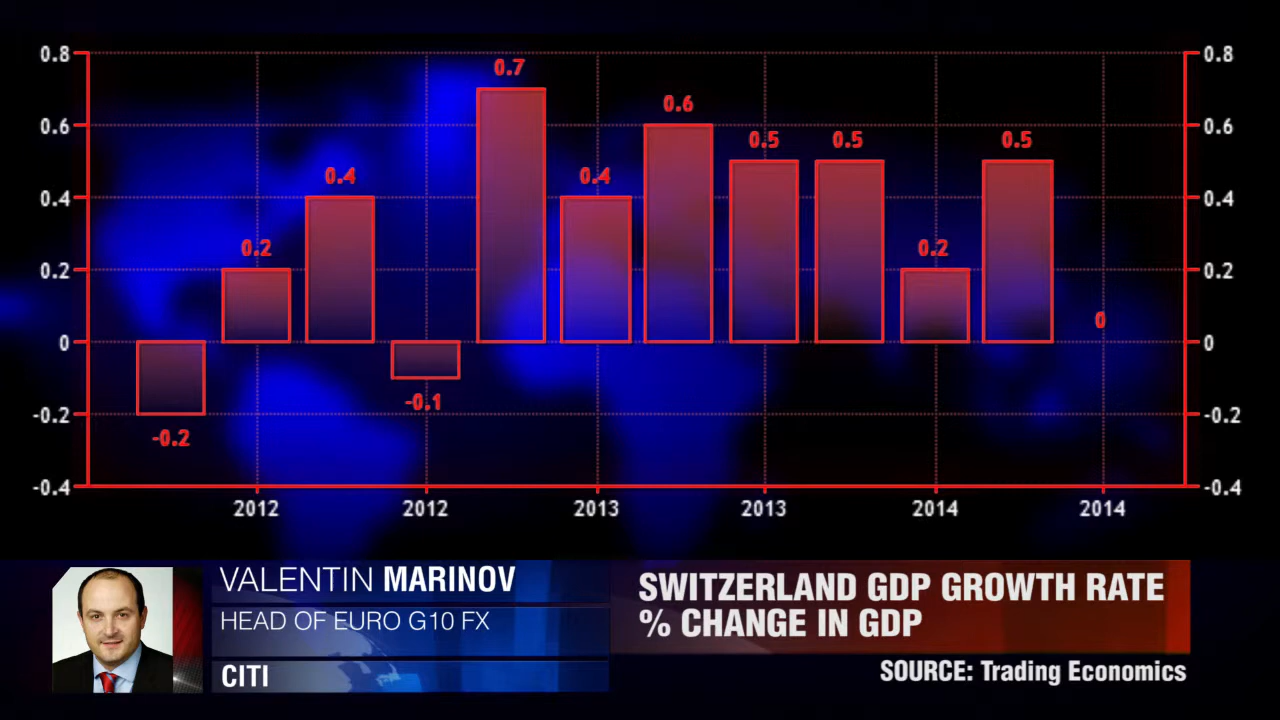 0.8 0.8
0.7
0.6 0.6 0.6
0.5 0.5 0.5
0.4 0.4 0.4 0.4
0.2 0.2 0.2 0.2
0 0 0
-0.1
-0.2 -0.2 -0.2
-0.4 -0.4
2012 2012 2013 2013 2014 2014
VALENTIN MARINOV
HEAD OF EURO G10 FX
CITI
SWITZERLAND GDP GROWTH RATE
% CHANGE IN GDP
SOURCE: Trading Economics